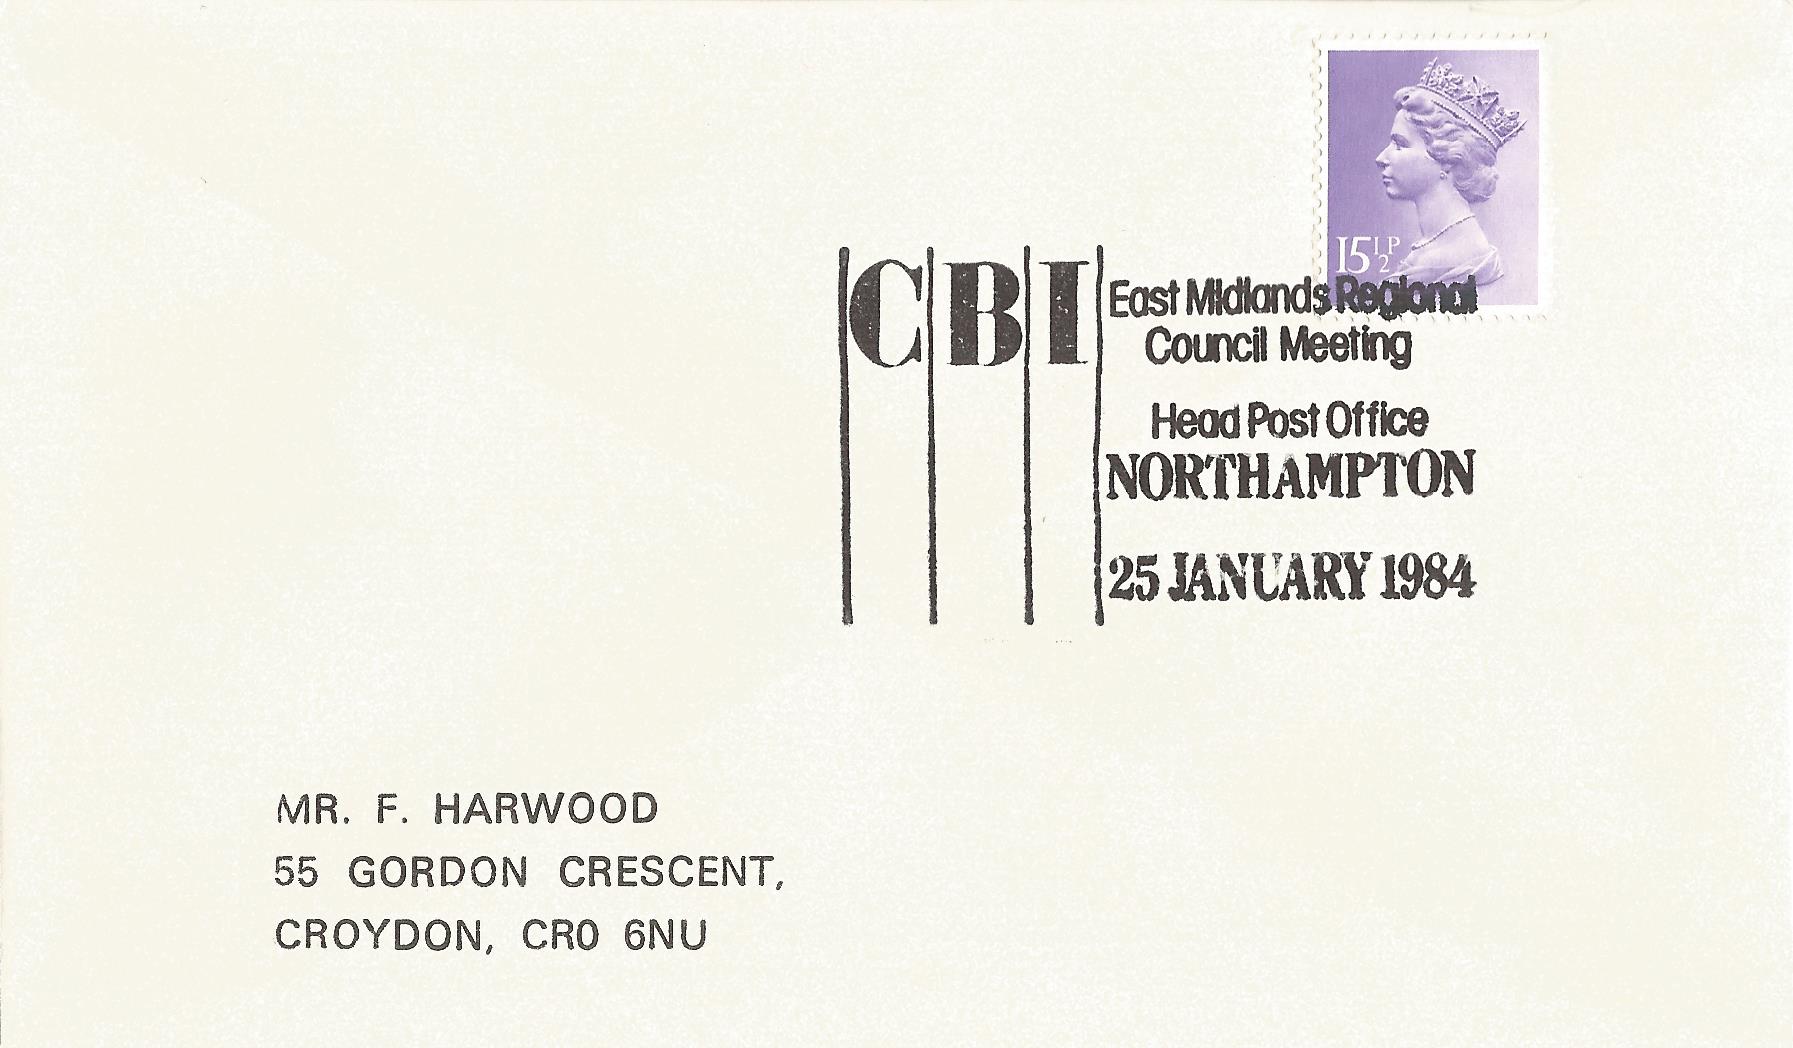 15½P
CBI
East Midlands Regional
Council Meeting
Head Post Office
NORTHAMPTON
25 JANUARY 1984
MR. F. HARWOOD
55 GORDON CRESCENT,
CROYDON, CR0 6NU